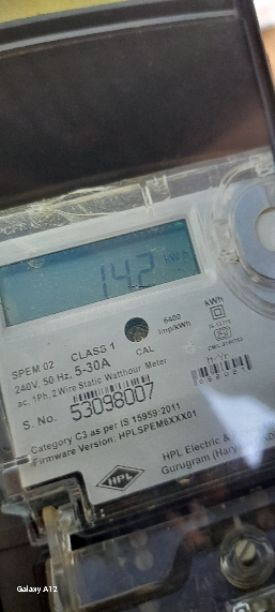 142 kWh
SPEM 02 CLASS 1
240V, 50 Hz, 5-30A
CAL
6400
imp/kWh
kWh
ac. 1Ph. 2 Wire Static Watthour Meter
S. No. 53098007
Category C3 as per IS 15959:2011
Firmware Version: HPLSPEM6XXX01
HPL
HPL Electric &
Gurugram (Hary
Galaxy A12